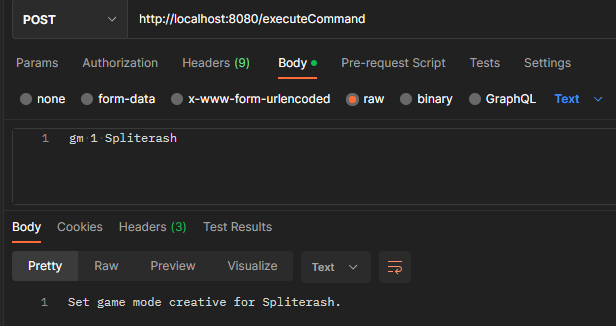 POST http://localhost:8080/executeCommand
Params Authorization Headers (9) Body Pre-request Script Tests Settings
none form-data x-www-form-urlencoded raw binary GraphQL Text
1 gm 1 Spliterash
Body Cookies Headers (3) Test Results
Pretty Raw Preview Visualize Text
1 Set game mode creative for Spliterash.